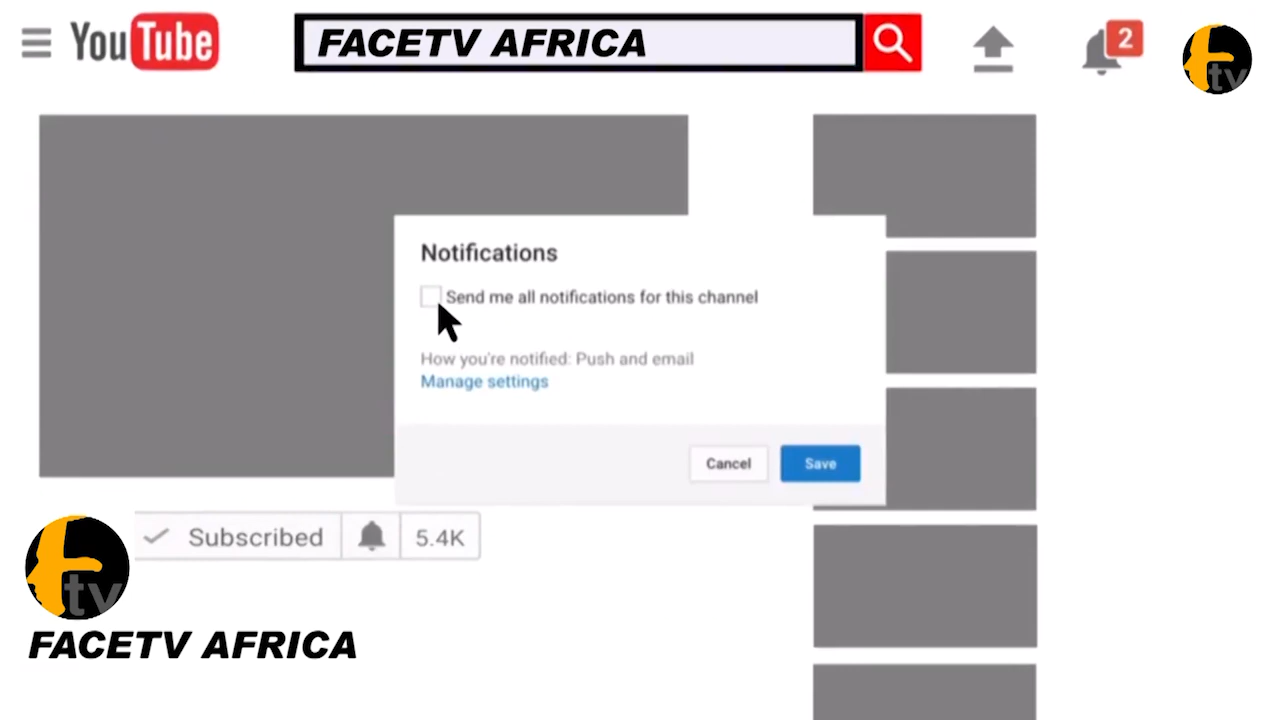 YouTube
FACETV AFRICA
2
tv
Notifications
Send me all notifications for this channel
How you're notified: Push and email
Manage settings
Cancel
Save
Subscribed
5.4K
tv
FACETV AFRICA